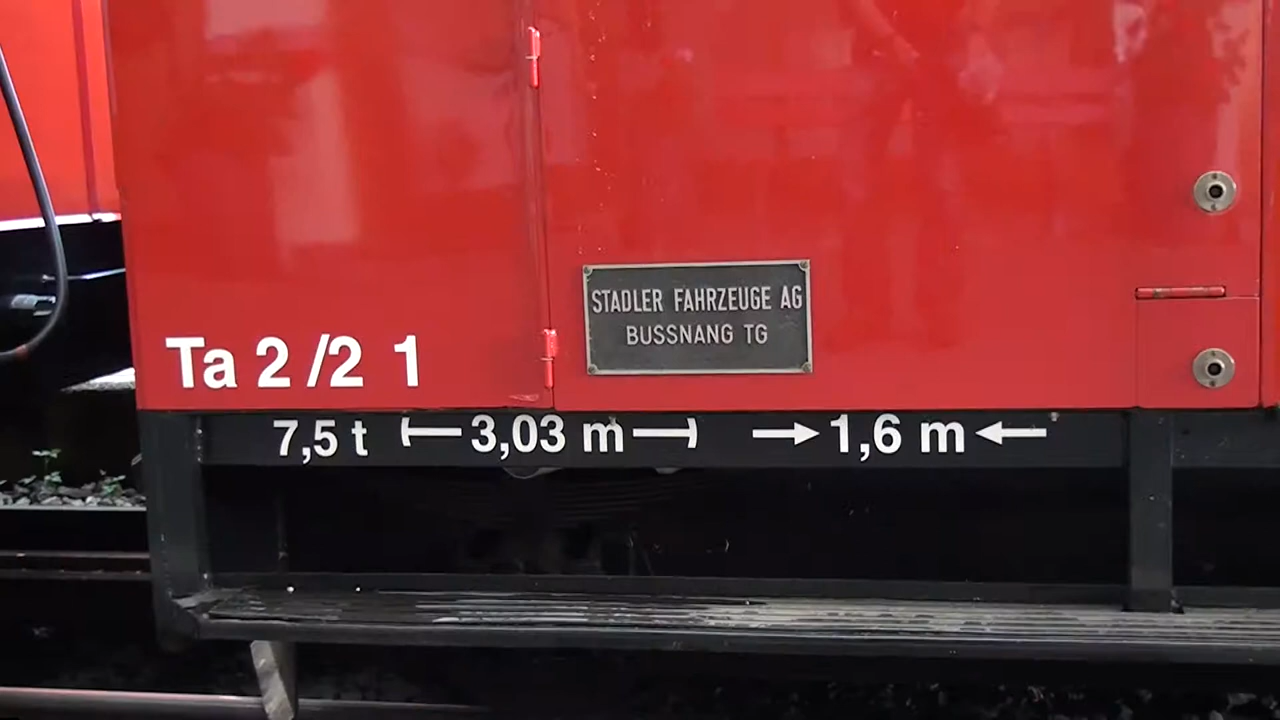 STADLER FAHRZEUGE AG
BUSSNANG TG
Ta 2/2 1
7,5 t 3,03 m 1,6 m